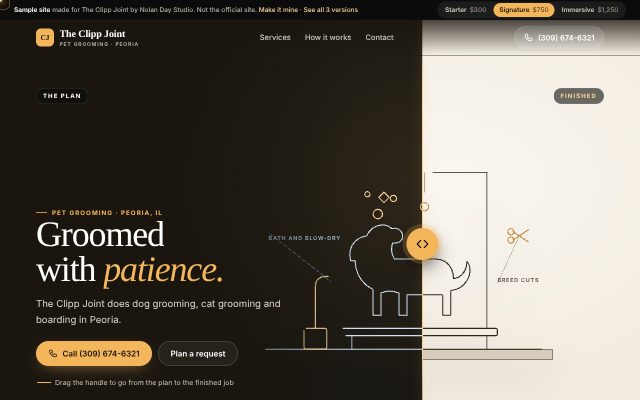 Sample site made for The Clipp Joint by Nolan Day Studio. Not the official site. Make it mine · See all 3 versions
Starter $300 Signature $750 Immersive $1,250
CJ The Clipp Joint
PET GROOMING · PEORIA
Services How it works Contact
(309) 674-6321
THE PLAN
FINISHED
PET GROOMING · PEORIA, IL
Groomed
with patience.
BATH AND BLOW-DRY
BREED CUTS
The Clipp Joint does dog grooming, cat grooming and
boarding in Peoria.
Call (309) 674-6321 Plan a request
Drag the handle to go from the plan to the finished job